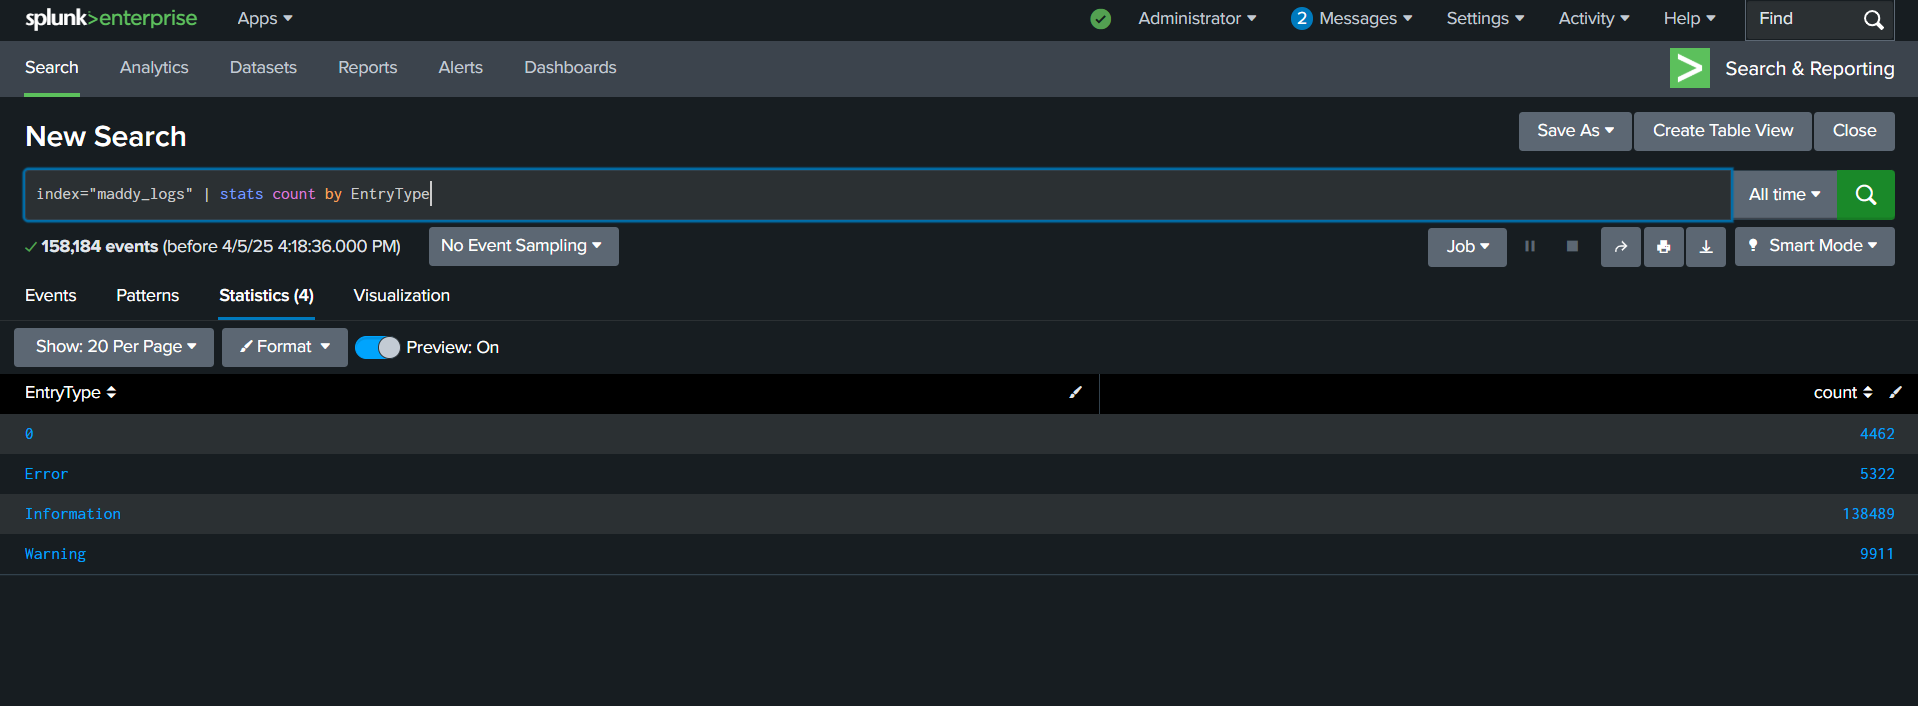 splunk>enterprise Apps Administrator 2 Messages Settings Activity Help Find
Search Analytics Datasets Reports Alerts Dashboards Search & Reporting
New Search Save As Create Table View Close
index="maddy_logs" | stats count by EntryType All time
158,184 events (before 4/5/25 4:18:36.000 PM) No Event Sampling Job Smart Mode
Events Patterns Statistics (4) Visualization
Show: 20 Per Page Format Preview: On
EntryType count
0 4462
Error 5322
Information 138489
Warning 9911